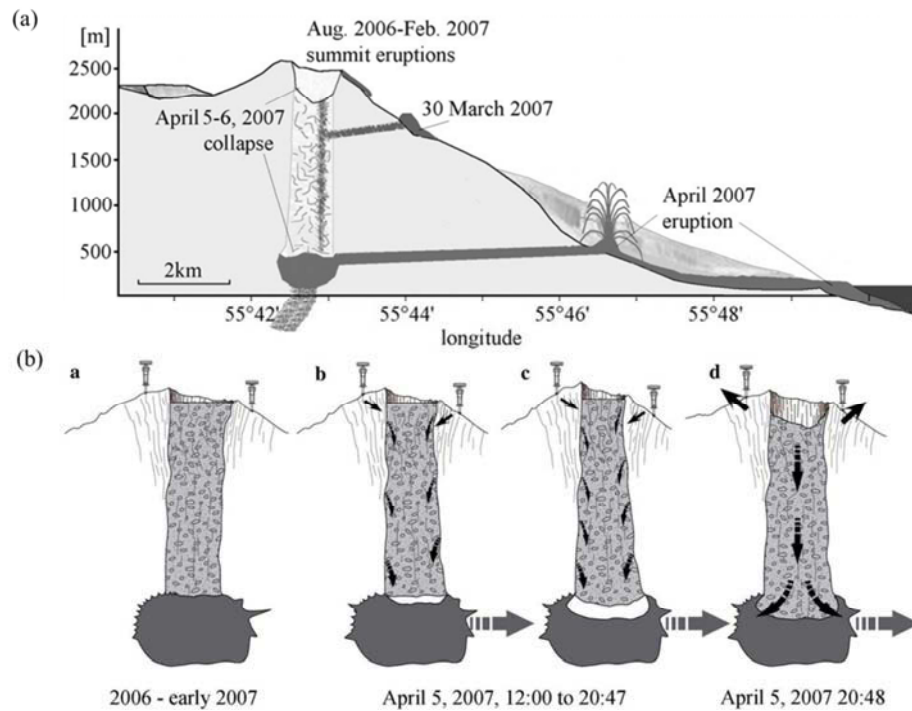 (a)
[m]
Aug. 2006-Feb. 2007
summit eruptions
2500
2000
April 5-6, 2007
collapse
30 March 2007
1500
1000
April 2007
eruption
500
2km
55°42'
55°44'
55°46'
55°48'
longitude
(b)
a
b
c
d
2006 - early 2007
April 5, 2007, 12:00 to 20:47
April 5, 2007 20:48